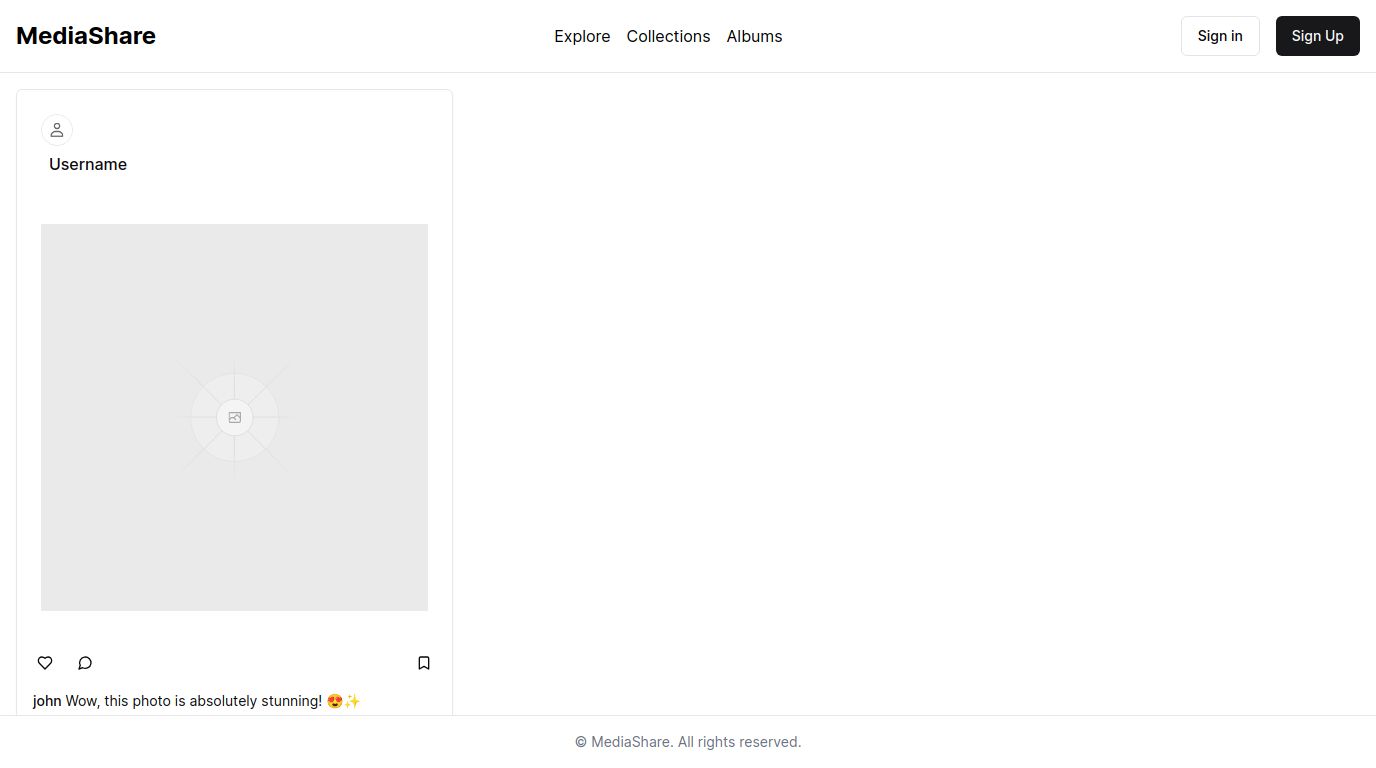 MediaShare
Explore Collections Albums
Sign in
Sign Up
Username
john Wow, this photo is absolutely stunning! 😍✨
© MediaShare. All rights reserved.